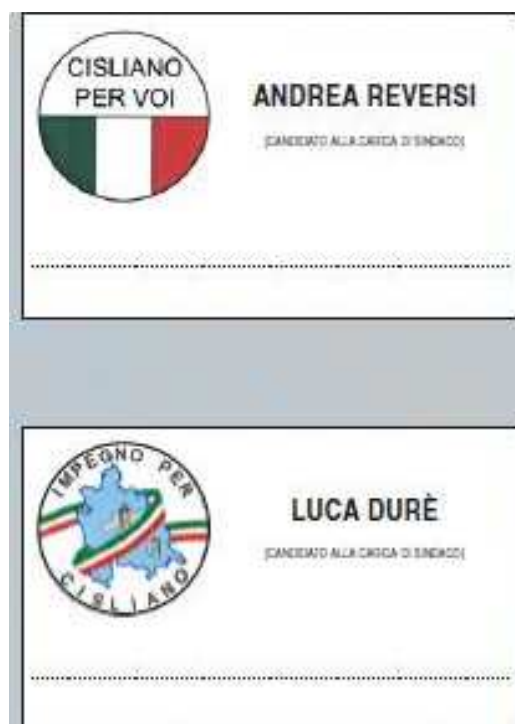 CISLIANO
PER VOI
ANDREA REVERSI
(CANDIDATO ALLA CARICA DI SINDACO)
IMPEGNO PER
CISLIANO
LUCA DURÈ
(CANDIDATO ALLA CARICA DI SINDACO)